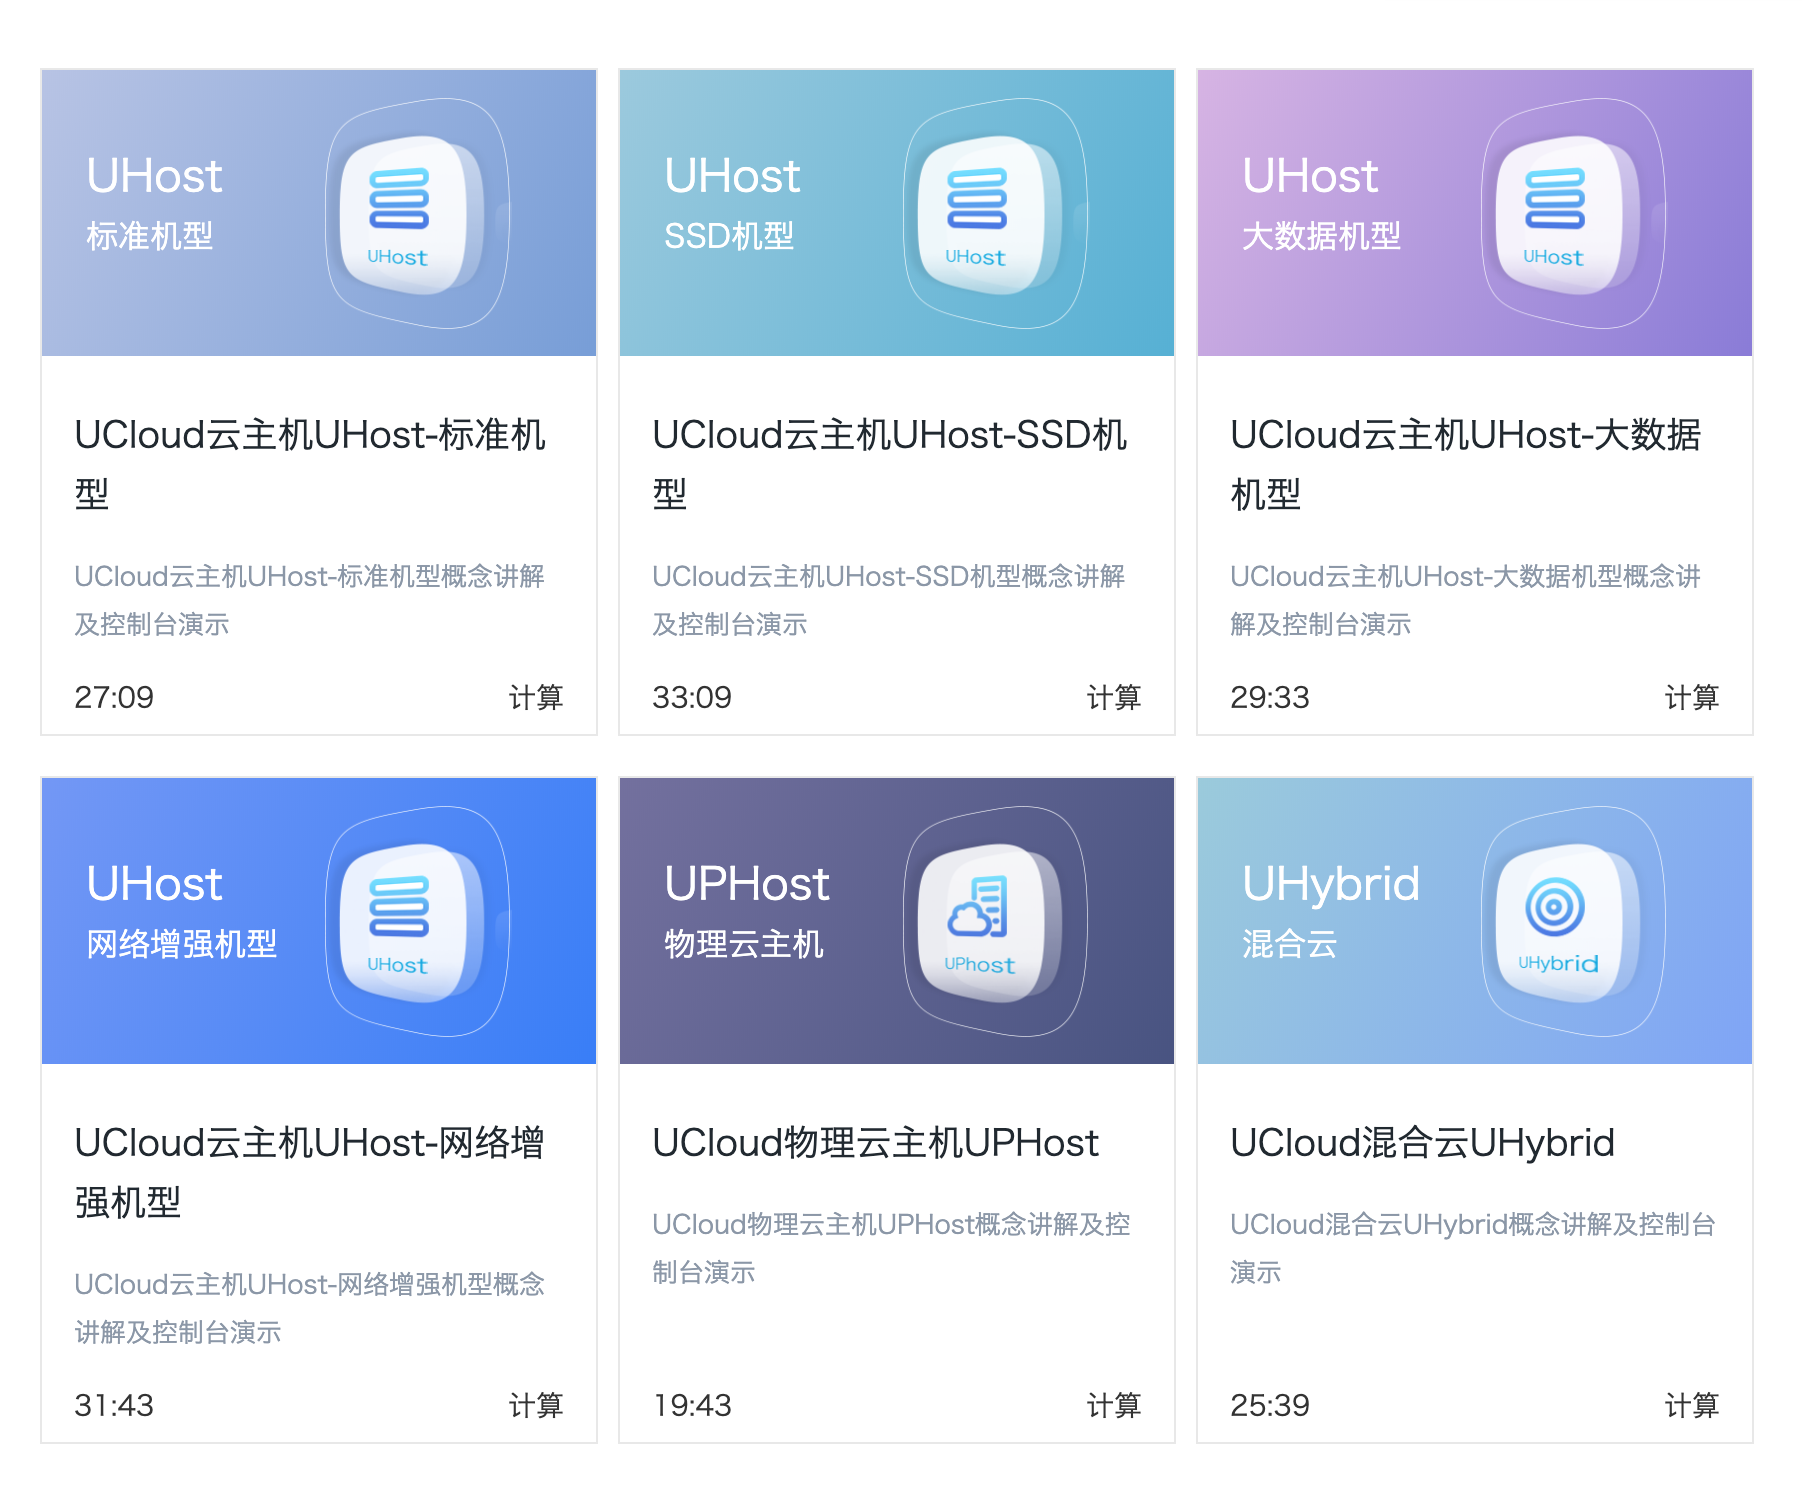 UHost
标准机型
UHost
UCloud云主机UHost-标准机
型
UCloud云主机UHost-标准机型概念讲解
及控制台演示
27:09
计算
UHost
SSD机型
UHost
UCloud云主机UHost-SSD机
型
UCloud云主机UHost-SSD机型概念讲解
及控制台演示
33:09
计算
UHost
大数据机型
UHost
UCloud云主机UHost-大数据
机型
UCloud云主机UHost-大数据机型概念讲
解及控制台演示
29:33
计算
UHost
网络增强机型
UHost
UCloud云主机UHost-网络增
强机型
UCloud云主机UHost-网络增强机型概念
讲解及控制台演示
31:43
计算
UPHost
物理云主机
UPhost
UCloud物理云主机UPHost
UCloud物理云主机UPHost概念讲解及控
制台演示
19:43
计算
UHybrid
混合云
UHybrid
UCloud混合云UHybrid
UCloud混合云UHybrid概念讲解及控制台
演示
25:39
计算